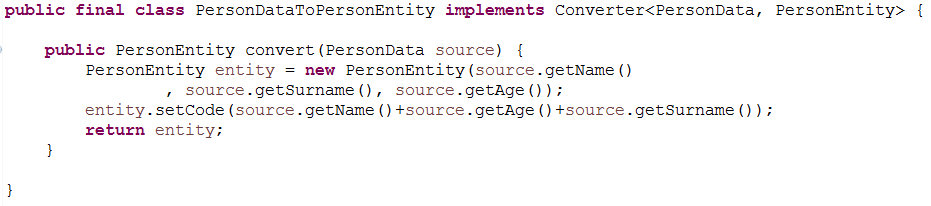 public final class PersonDataToPersonEntity implements Converter<PersonData, PersonEntity> {
public PersonEntity convert(PersonData source) {
PersonEntity entity = new PersonEntity(source.getName()
, source.getSurname(), source.getAge());
entity.setCode(source.getName()+source.getAge()+source.getSurname());
return entity;
}
}